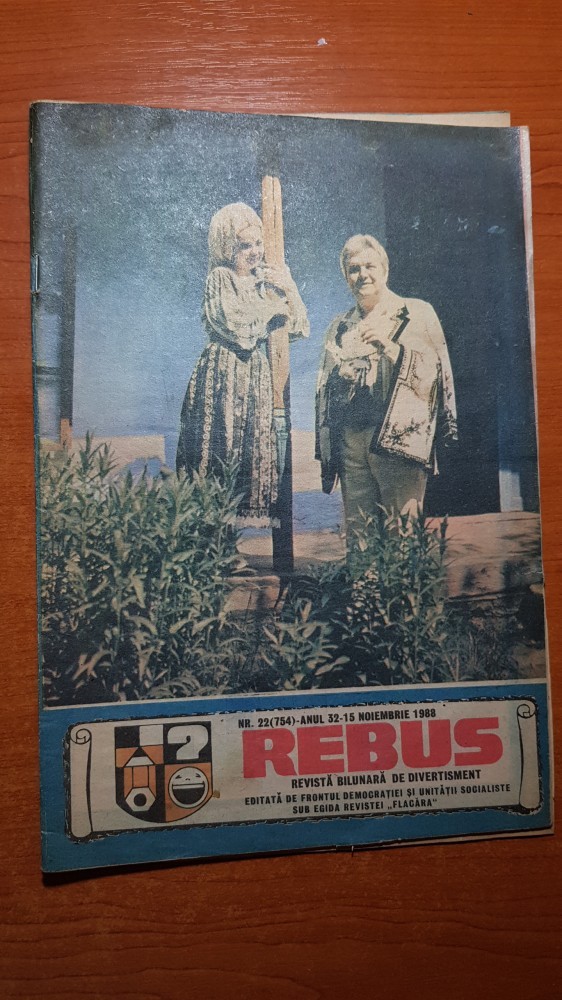 NR. 22(754)-ANUL 32-15 NOIEMBRIE 1988
REBUS
REVISTĂ BILUNARĂ DE DIVERTISMENT
EDITATĂ DE FRONTUL DEMOCRAȚIEI ȘI UNITĂȚII SOCIALISTE
SUB EGIDA REVISTEI „FLACĂRA"